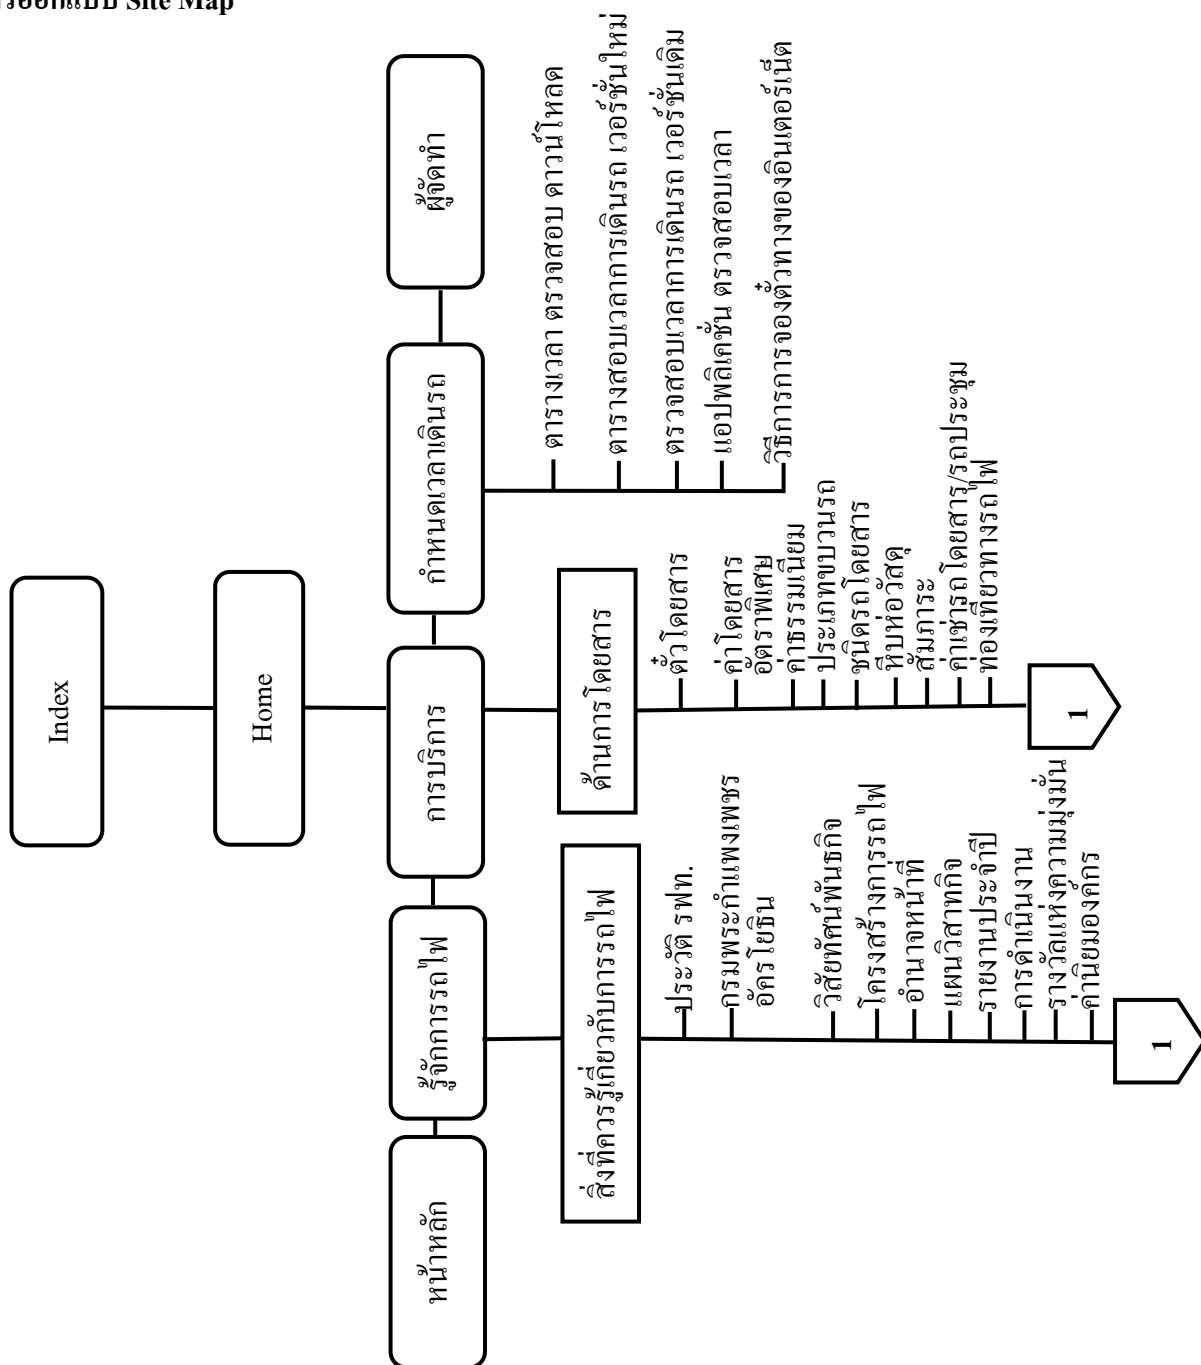 Site Map
Index
Home
หน้าหลัก
รู้จักการรถไฟ
การบริการ
กำหนดเวลาเดินรถ
ผู้จัดทำ
สิ่งที่ควรรู้เกี่ยวกับการรถไฟ
ประวัติ รฟท.
กรมพระกำแพงเพชร
อัครโยธิน
วิสัยทัศน์พันธกิจ
โครงสร้างการรถไฟ
อำนาจหน้าที่
แผนวิสาทกิจ
รายงานประจำปี
การดำเนินงาน
รางวัลแห่งความมุ่งมั่น
ค่านิยมองค์กร
1
ด้านการโดยสาร
ตั๋วโดยสาร
ค่าโดยสาร
อัตราพิเศษ
ค่าธรรมเนียม
ประเภทขบวนรถ
ชนิดรถโดยสาร
หีบห่อวัสดุ
สัมภาระ
ค่าเช่ารถโดยสาร/รถประชุม
ท่องเที่ยวทางรถไฟ
1
ตารางเวลา ตรวจสอบ ดาวน์โหลด
ตารางสอบเวลาการเดินรถ เวอร์ชั่นใหม่
ตรวจสอบเวลาการเดินรถ เวอร์ชั่นเดิม
แอปพลิเคชั่น ตรวจสอบเวลา
วิธีการการจองตั๋วทางของอินเตอร์เน็ต